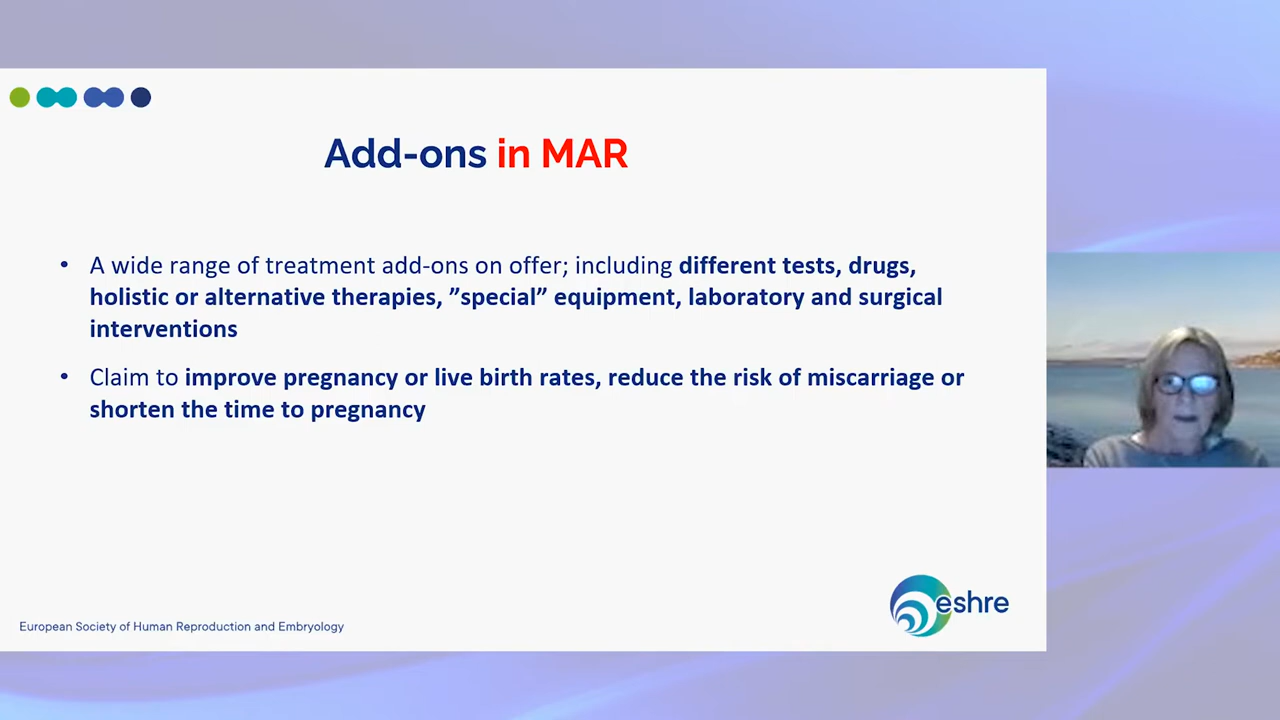 Add-ons in MAR
• A wide range of treatment add-ons on offer; including different tests, drugs,
holistic or alternative therapies, ”special” equipment, laboratory and surgical
interventions
• Claim to improve pregnancy or live birth rates, reduce the risk of miscarriage or
shorten the time to pregnancy
eshre
European Society of Human Reproduction and Embryology